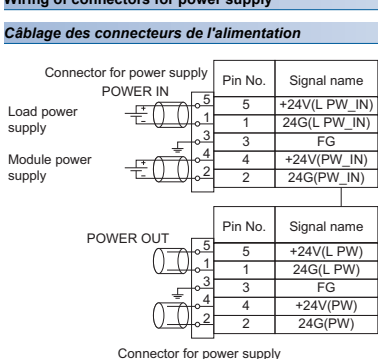 Wiring of connectors for power supply
Câblage des connecteurs de l'alimentation
Connector for power supply
POWER IN
Load power
supply
Module power
supply
5
1
3
4
2
Pin No. Signal name
5 +24V(L PW_IN)
1 24G(L PW_IN)
3 FG
4 +24V(PW_IN)
2 24G(PW_IN)
POWER OUT
5
1
3
4
2
Pin No. Signal name
5 +24V(L PW)
1 24G(L PW)
3 FG
4 +24V(PW)
2 24G(PW)
Connector for power supply